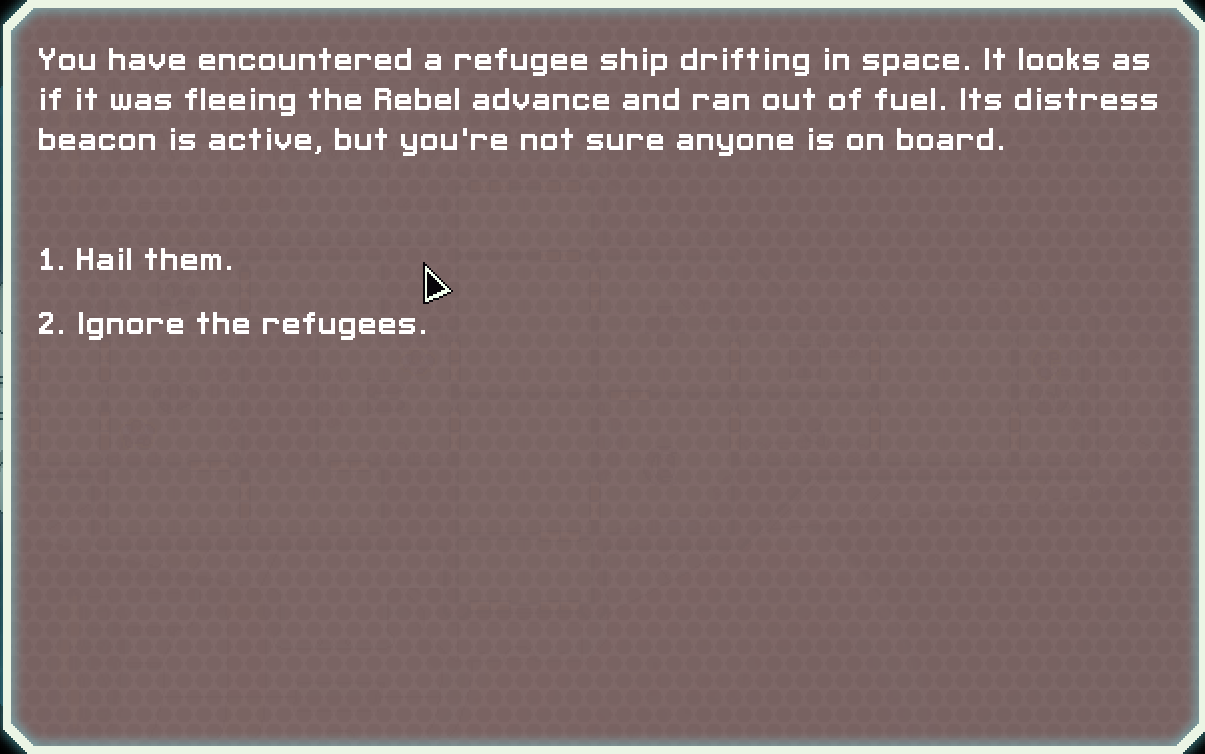 You have encountered a refugee ship drifting in space. It looks as
if it was fleeing the Rebel advance and ran out of fuel. Its distress
beacon is active, but you're not sure anyone is on board.
1. Hail them.
2. Ignore the refugees.